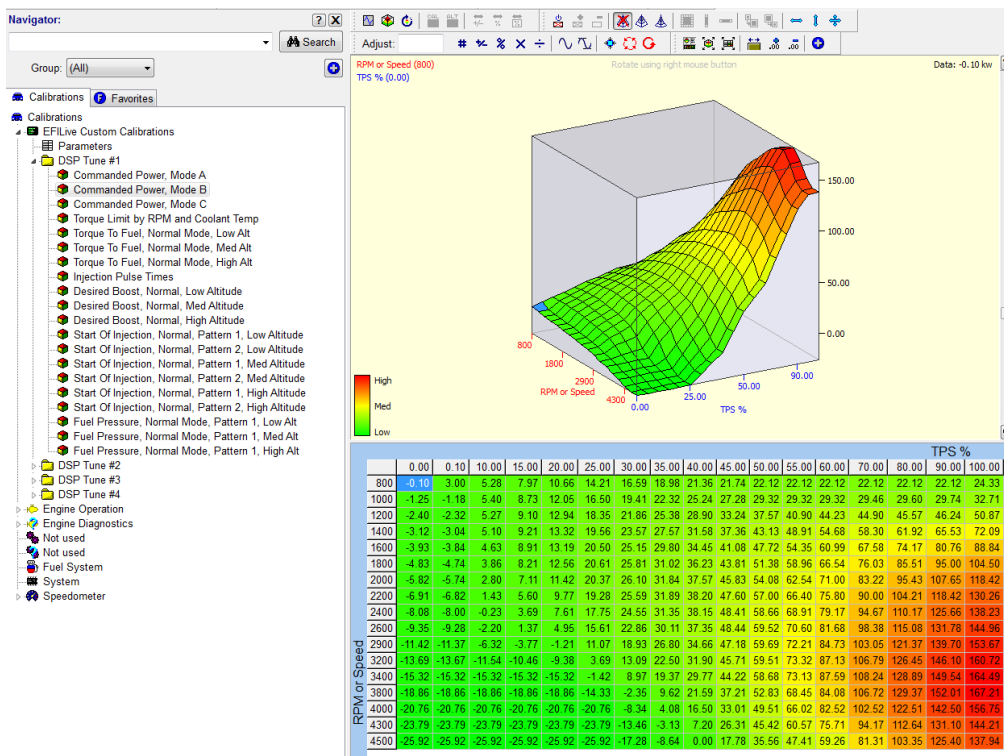 Navigator:
? X
Search
Group: (All)
Calibrations Favorites
Calibrations
EFILive Custom Calibrations
Parameters
DSP Tune #1
Commanded Power, Mode A
Commanded Power, Mode B
Commanded Power, Mode C
Torque Limit by RPM and Coolant Temp
Torque To Fuel, Normal Mode, Low Alt
Torque To Fuel, Normal Mode, Med Alt
Torque To Fuel, Normal Mode, High Alt
Injection Pulse Times
Desired Boost, Normal, Low Altitude
Desired Boost, Normal, Med Altitude
Desired Boost, Normal, High Altitude
Start Of Injection, Normal, Pattern 1, Low Altitude
Start Of Injection, Normal, Pattern 2, Low Altitude
Start Of Injection, Normal, Pattern 1, Med Altitude
Start Of Injection, Normal, Pattern 2, Med Altitude
Start Of Injection, Normal, Pattern 1, High Altitude
Start Of Injection, Normal, Pattern 2, High Altitude
Fuel Pressure, Normal Mode, Pattern 1, Low Alt
Fuel Pressure, Normal Mode, Pattern 1, Med Alt
Fuel Pressure, Normal Mode, Pattern 1, High Alt
DSP Tune #2
DSP Tune #3
DSP Tune #4
Engine Operation
Engine Diagnostics
Not used
Not used
Fuel System
System
Speedometer
CAL ALT
Adjust:
RPM or Speed (800) Rotate using right mouse button Data: -0.10 kw
TPS % (0.00)
150.00
100.00
50.00
0.00
800
1800
2900
4300
RPM or Speed
0.00
25.00
50.00
90.00
TPS %
High
Med
Low
TPS %
0.00 0.10 10.00 15.00 20.00 25.00 30.00 35.00 40.00 45.00 50.00 55.00 60.00 70.00 80.00 90.00 100.00
800 -0.10 3.00 5.28 7.97 10.66 14.21 16.59 18.98 21.36 21.74 22.12 22.12 22.12 22.12 22.12 22.12 24.33
1000 -1.25 -1.18 5.40 8.73 12.05 16.50 19.41 22.32 25.24 27.28 29.32 29.32 29.32 29.46 29.60 29.74 32.71
1200 -2.40 -2.32 5.27 9.10 12.94 18.35 21.86 25.38 28.90 33.24 37.57 40.90 44.23 44.90 45.57 46.24 50.87
1400 -3.12 -3.04 5.10 9.21 13.32 19.56 23.57 27.57 31.58 37.36 43.13 48.91 54.68 58.30 61.92 65.53 72.09
1600 -3.93 -3.84 4.63 8.91 13.19 20.50 25.15 29.80 34.45 41.08 47.72 54.35 60.99 67.58 74.17 80.76 88.84
1800 -4.83 -4.74 3.86 8.21 12.56 20.61 25.81 31.02 36.23 43.81 51.38 58.96 66.54 76.03 85.51 95.00 104.50
2000 -5.82 -5.74 2.80 7.11 11.42 20.37 26.10 31.84 37.57 45.83 54.08 62.54 71.00 83.22 95.43 107.65 118.42
2200 -6.91 -6.82 1.43 5.60 9.77 19.28 25.59 31.89 38.20 47.60 57.00 66.40 75.80 90.00 104.21 118.42 130.26
2400 -8.08 -8.00 -0.23 3.69 7.61 17.75 24.55 31.35 38.15 48.41 58.66 68.91 79.17 94.67 110.17 125.66 138.23
2600 -9.35 -9.28 -2.20 1.37 4.95 15.61 22.86 30.11 37.35 48.44 59.52 70.60 81.68 98.38 115.08 131.78 144.96
2900 -11.42 -11.37 -6.32 -3.77 -1.21 11.07 18.93 26.80 34.66 47.18 59.69 72.21 84.73 103.05 121.37 139.70 153.67
3200 -13.69 -13.67 -11.54 -10.46 -9.38 3.69 13.09 22.50 31.90 45.71 59.51 73.32 87.13 106.79 126.45 146.10 160.72
3400 -15.32 -15.32 -15.32 -15.32 -15.32 -1.42 8.97 19.37 29.77 44.22 58.68 73.13 87.59 108.24 128.89 149.54 164.49
3800 -18.86 -18.86 -18.86 -18.86 -18.86 -14.33 -2.35 9.62 21.59 37.21 52.83 68.45 84.08 106.72 129.37 152.01 167.21
4000 -20.76 -20.76 -20.76 -20.76 -20.76 -20.76 -8.34 4.08 16.50 33.01 49.51 66.02 82.52 102.52 122.51 142.50 156.75
4300 -23.79 -23.79 -23.79 -23.79 -23.79 -23.79 -13.46 -3.13 7.20 26.31 45.42 60.57 75.71 94.17 112.64 131.10 144.21
4500 -25.92 -25.92 -25.92 -25.92 -25.92 -25.92 -17.28 -8.64 0.00 17.78 35.56 47.41 59.26 81.31 103.35 125.40 137.94
RPM or Speed